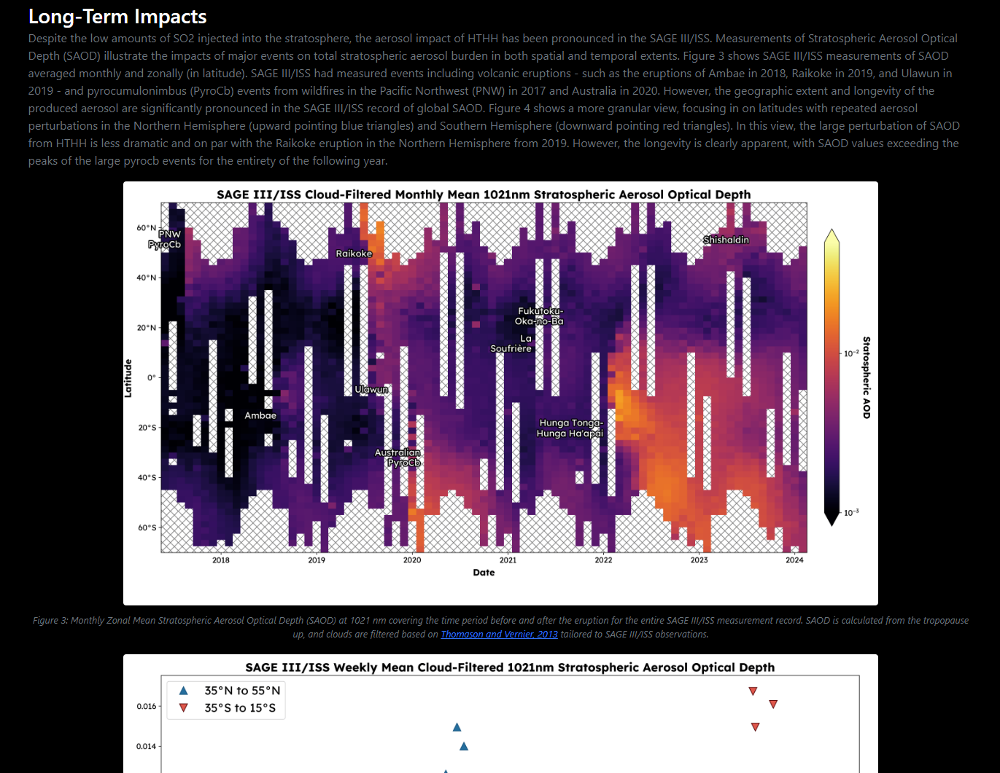 Long-Term Impacts
Despite the low amounts of SO2 injected into the stratosphere, the aerosol impact of HTHH has been pronounced in the SAGE III/ISS. Measurements of Stratospheric Aerosol Optical
Depth (SAOD) illustrate the impacts of major events on total stratospheric aerosol burden in both spatial and temporal extents. Figure 3 shows SAGE III/ISS measurements of SAOD
averaged monthly and zonally (in latitude). SAGE III/ISS had measured events including volcanic eruptions - such as the eruptions of Ambae in 2018, Raikoke in 2019, and Ulawun in
2019 - and pyrocumulonimbus (PyroCb) events from wildfires in the Pacific Northwest (PNW) in 2017 and Australia in 2020. However, the geographic extent and longevity of the
produced aerosol are significantly pronounced in the SAGE III/ISS record of global SAOD. Figure 4 shows a more granular view, focusing in on latitudes with repeated aerosol
perturbations in the Northern Hemisphere (upward pointing blue triangles) and Southern Hemisphere (downward pointing red triangles). In this view, the large perturbation of SAOD
from HTHH is less dramatic and on par with the Raikoke eruption in the Northern Hemisphere from 2019. However, the longevity is clearly apparent, with SAOD values exceeding the
peaks of the large pyrocb events for the entirety of the following year.
SAGE III/ISS Cloud-Filtered Monthly Mean 1021nm Stratospheric Aerosol Optical Depth
60°N
40°N
20°N
0°
20°S
40°S
60°S
Latitude
PNW
PyroCb
Raikoke
Shishaldin
Fukutoku-
Oka-no-Ba
La
Soufrière
Ulawun
Ambae
Hunga Tonga-
Hunga Ha'apai
Australian
PyroCb
2018
2019
2020
2021
2022
2023
2024
Date
10⁻²
10⁻³
Stratospheric AOD
Figure 3: Monthly Zonal Mean Stratospheric Aerosol Optical Depth (SAOD) at 1021 nm covering the time period before and after the eruption for the entire SAGE III/ISS measurement record. SAOD is calculated from the tropopause
up, and clouds are filtered based on Thomason and Vernier, 2013 tailored to SAGE III/ISS observations.
SAGE III/ISS Weekly Mean Cloud-Filtered 1021nm Stratospheric Aerosol Optical Depth
35°N to 55°N
35°S to 15°S
0.016
0.014